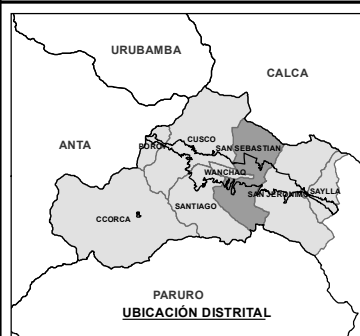 URUBAMBA
CALCA
ANTA
CUSCO
POROY
SAN SEBASTIAN
WANCHAQ
SAN JERONIMO
SAYLLA
CCORCA
SANTIAGO
PARURO
UBICACIÓN DISTRITAL